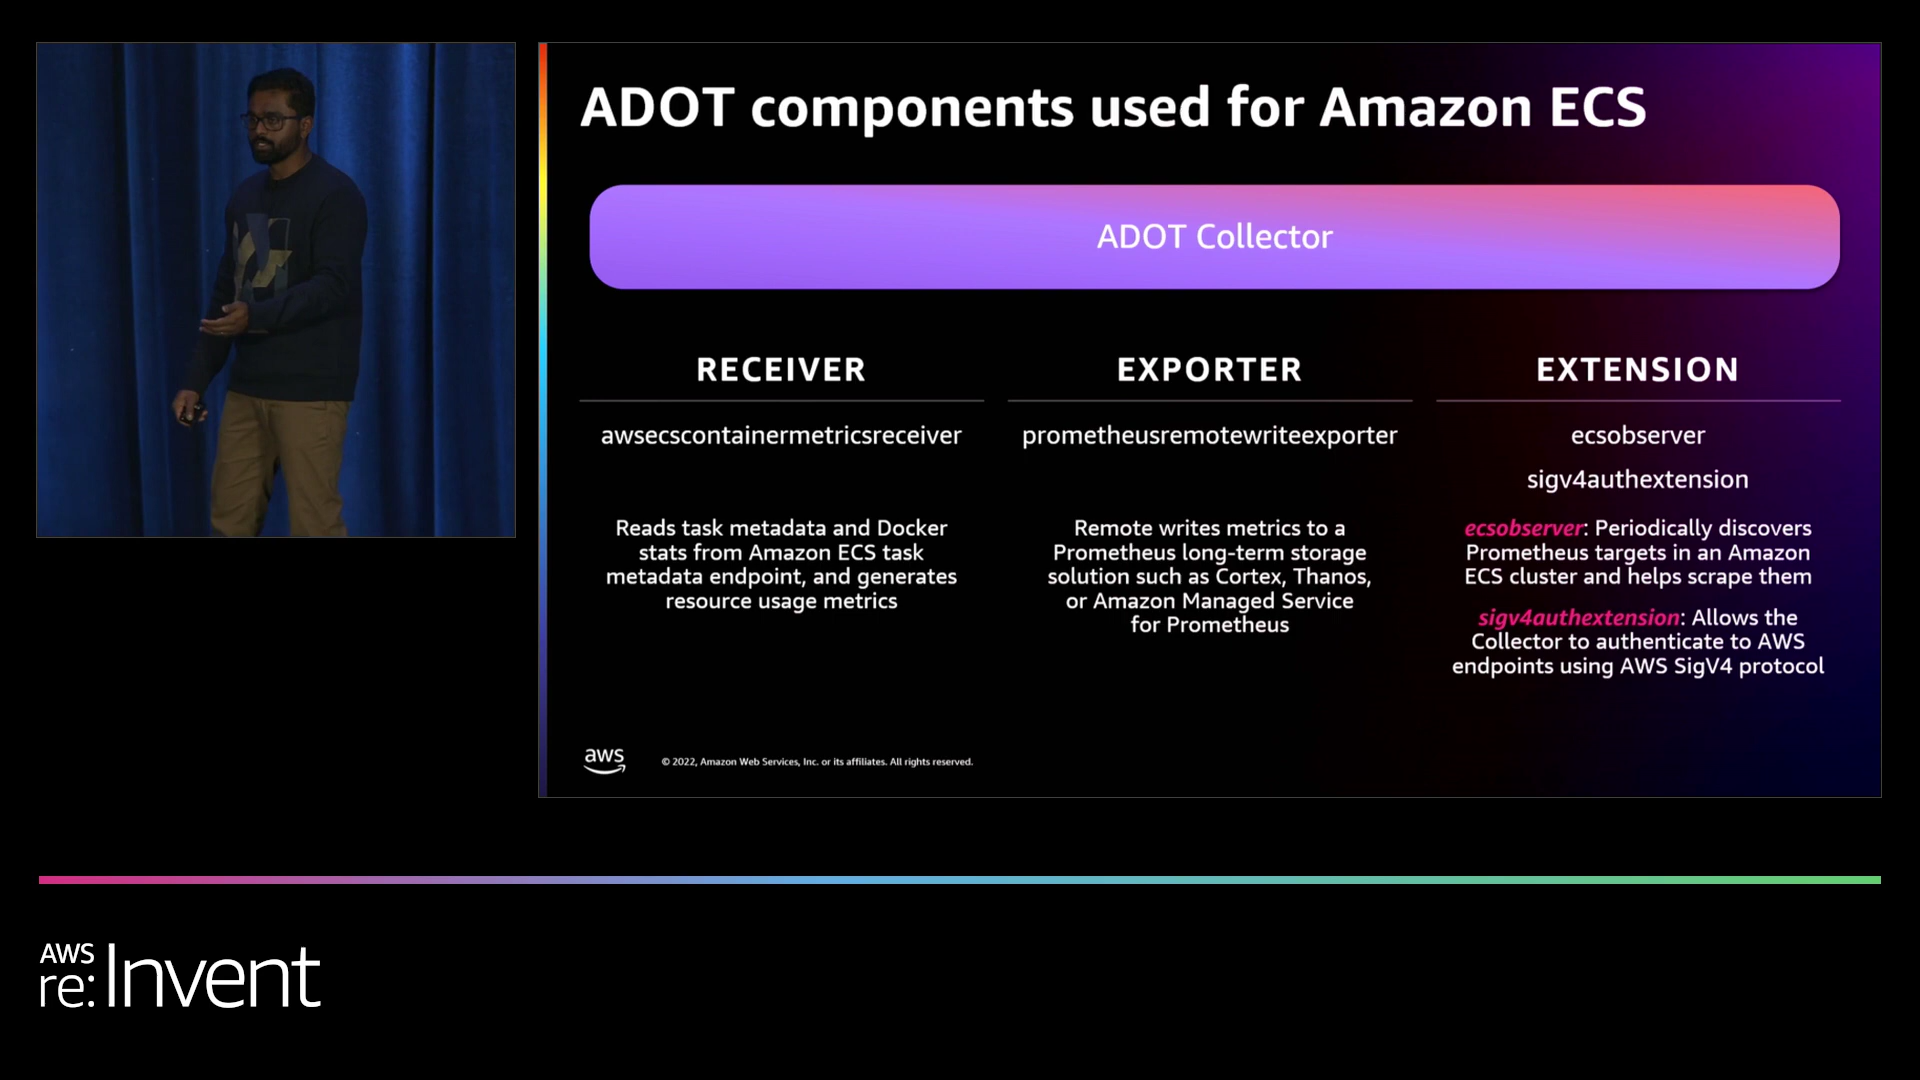 ADOT components used for Amazon ECS
ADOT Collector
RECEIVER
awsecscontainermetricsreceiver
Reads task metadata and Docker
stats from Amazon ECS task
metadata endpoint, and generates
resource usage metrics
EXPORTER
prometheusremotewriteexporter
Remote writes metrics to a
Prometheus long-term storage
solution such as Cortex, Thanos,
or Amazon Managed Service
for Prometheus
EXTENSION
ecsobserver
sigv4authextension
ecsobserver: Periodically discovers
Prometheus targets in an Amazon
ECS cluster and helps scrape them
sigv4authextension: Allows the
Collector to authenticate to AWS
endpoints using AWS SigV4 protocol
aws
© 2022, Amazon Web Services, Inc. or its affiliates. All rights reserved.
AWS
re:Invent